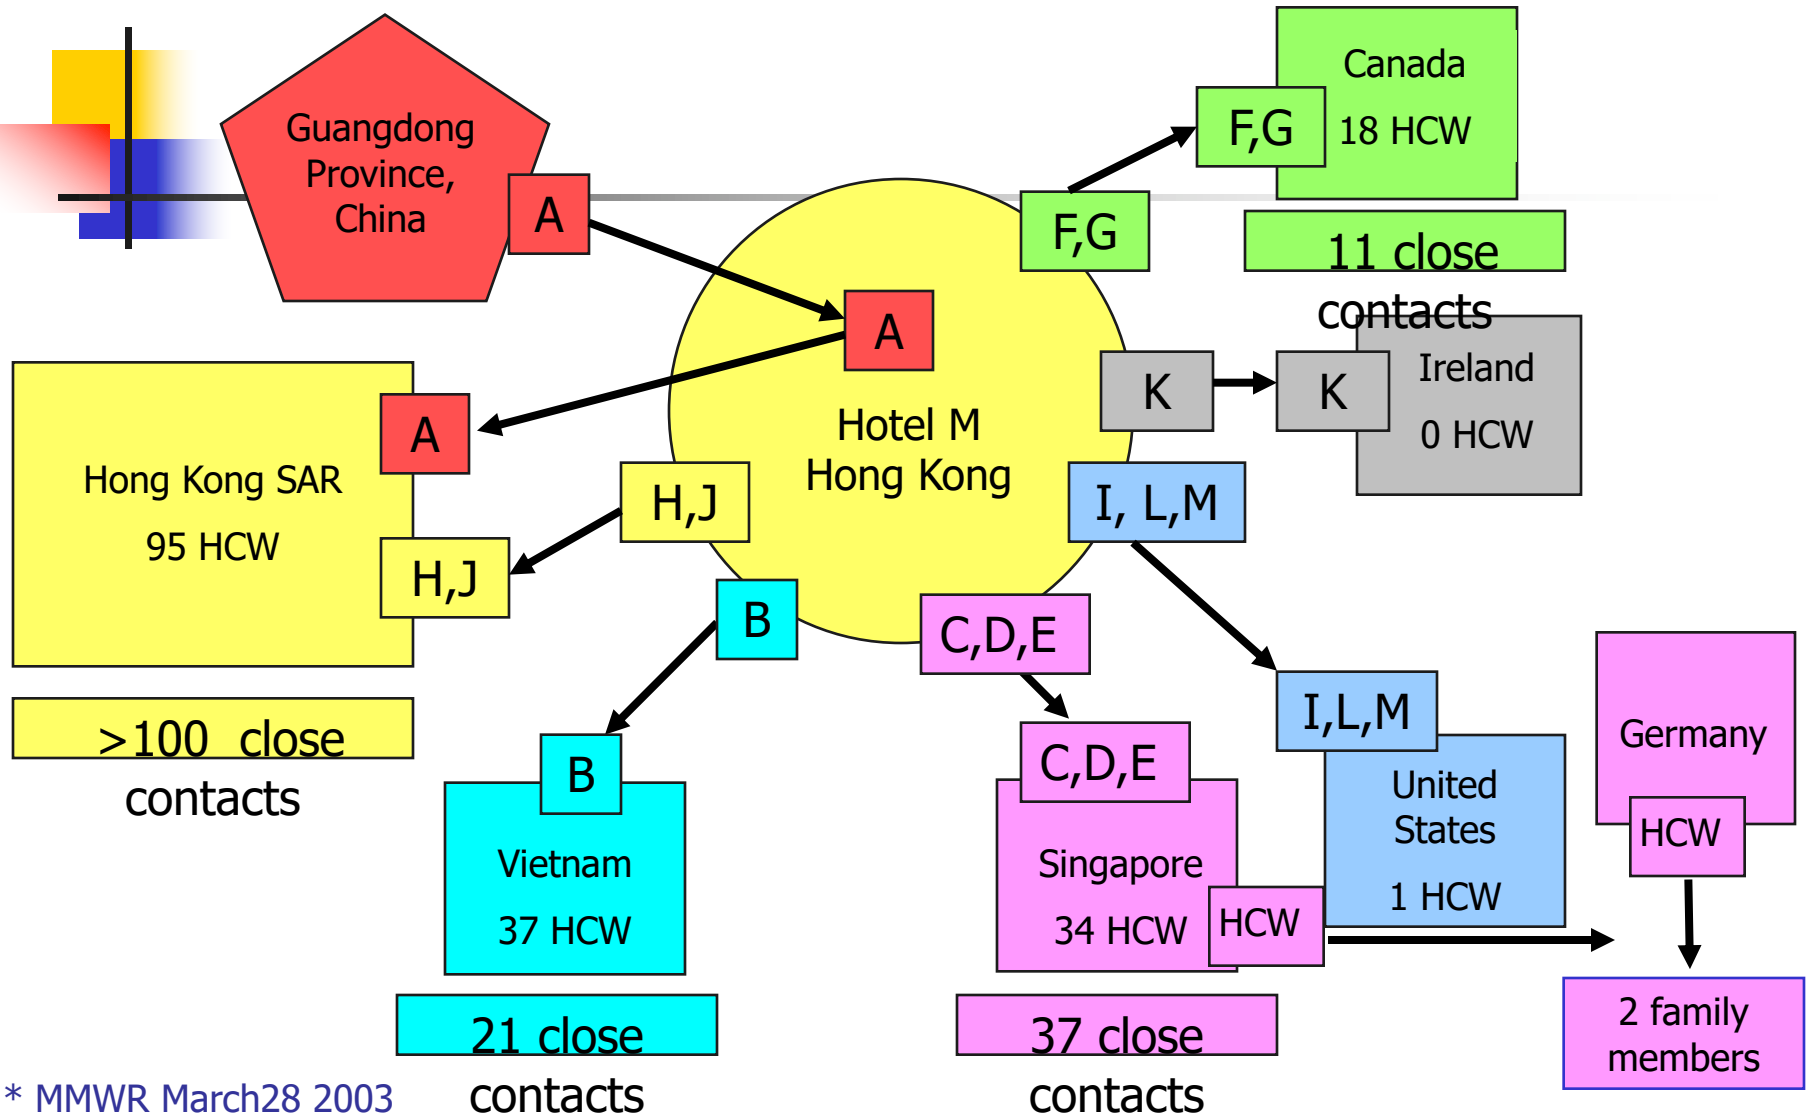 Guangdong
Province,
China
A
A
Hotel M
Hong Kong
F,G
F,G
Canada
18 HCW
11 close
contacts
K
K
Ireland
0 HCW
A
Hong Kong SAR
95 HCW
H,J
H,J
>100 close
contacts
B
B
Vietnam
37 HCW
21 close
contacts
C,D,E
C,D,E
Singapore
34 HCW
HCW
37 close
contacts
I, L,M
I,L,M
United
States
1 HCW
Germany
HCW
2 family
members
* MMWR March28 2003